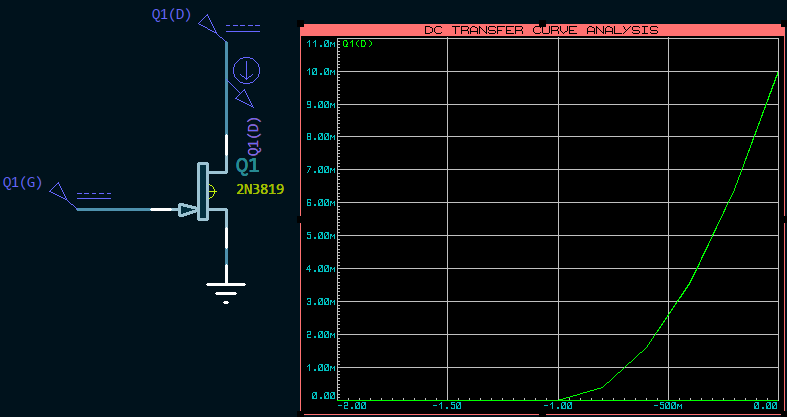 Q1(D)
Q1(D)
Q1
2N3819
Q1(G)
DC TRANSFER CURVE ANALYSIS
Q1(D)
11.0m
10.0m
9.00m
8.00m
7.00m
6.00m
5.00m
4.00m
3.00m
2.00m
1.00m
0.00
-2.00 -1.50 -1.00 -500m 0.00